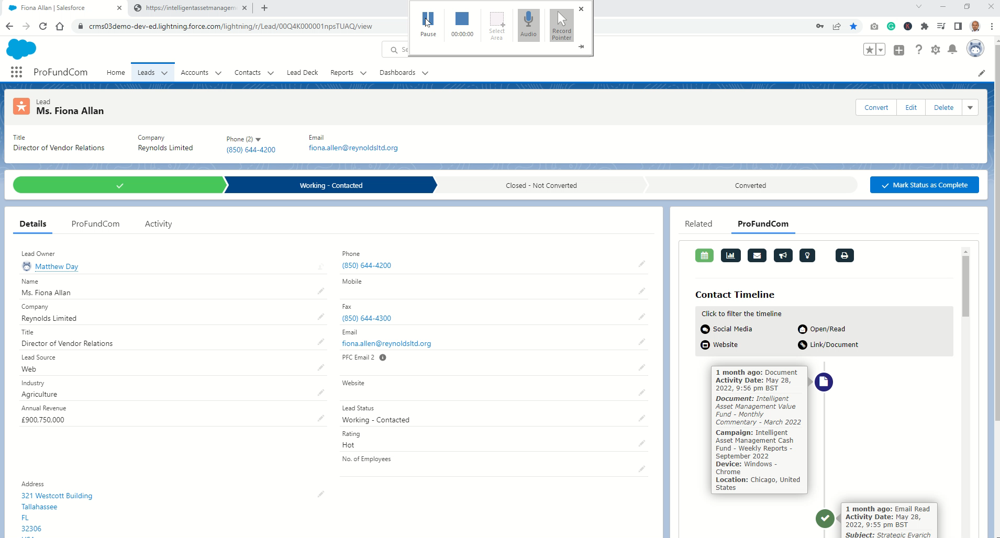 Fiona Allan | Salesforce
https://intelligentassetmanagem
crms03demo-dev-ed.lightning.force.com/lightning/r/Lead/00Q4K000001npsTUAQ/view
Pause
00:00:00
Select
Area
Audio
Record
Pointer
Se
ProFundCom
Home
Leads
Accounts
Contacts
Lead Deck
Reports
Dashboards
Lead
Ms. Fiona Allan
Convert
Edit
Delete
Title
Director of Vendor Relations
Company
Reynolds Limited
Phone (2)
(850) 644-4200
Email
fiona.allen@reynoldsltd.org
Working - Contacted
Closed - Not Converted
Converted
Mark Status as Complete
Details
ProFundCom
Activity
Lead Owner
Matthew Day
Name
Ms. Fiona Allan
Company
Reynolds Limited
Title
Director of Vendor Relations
Lead Source
Web
Industry
Agriculture
Annual Revenue
£900,750,000
Address
321 Westcott Building
Tallahassee
FL
32306
Phone
(850) 644-4200
Mobile
Fax
(850) 644-4300
Email
fiona.allen@reynoldsltd.org
PFC Email 2
Website
Lead Status
Working - Contacted
Rating
Hot
No. of Employees
Related
ProFundCom
Contact Timeline
Click to filter the timeline
Social Media
Open/Read
Website
Link/Document
1 month ago: Document
Activity Date: May 28,
2022, 9:56 pm BST
Document: Intelligent
Asset Management Value
Fund - Monthly
Commentary - March 2022
Campaign: Intelligent
Asset Management Cash
Fund - Weekly Reports -
September 2022
Device: Windows -
Chrome
Location: Chicago, United
States
1 month ago: Email Read
Activity Date: May 28,
2022, 9:55 pm BST
Subject: Strategic Evarich